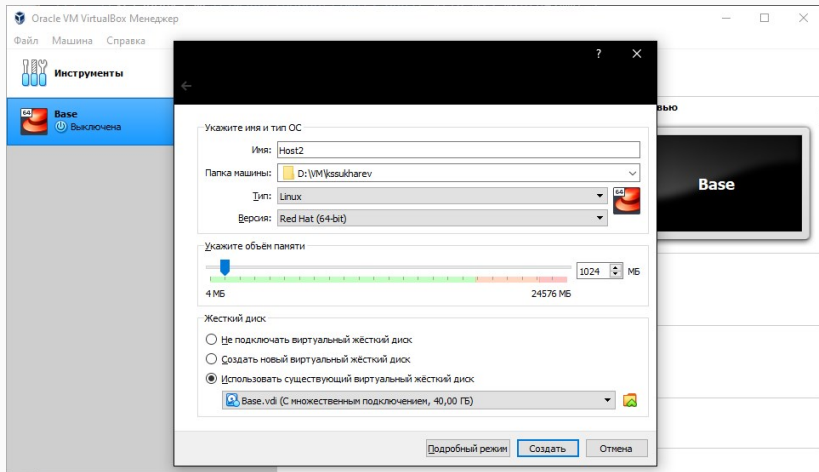 Oracle VM VirtualBox Менеджер
Файл Машина Справка
Инструменты
64
Base
Выключена
вью
Base
?
Укажите имя и тип ОС
Имя: Host2
Папка машины: D:\VM\kssukharev
Тип: Linux
64
Версия: Red Hat (64-bit)
Укажите объём памяти
1024 МБ
4 МБ 24576 МБ
Жесткий диск
Не подключать виртуальный жёсткий диск
Создать новый виртуальный жёсткий диск
Использовать существующий виртуальный жёсткий диск
Base.vdi (С множественным подключением, 40,00 ГБ)
Подробный режим Создать Отмена